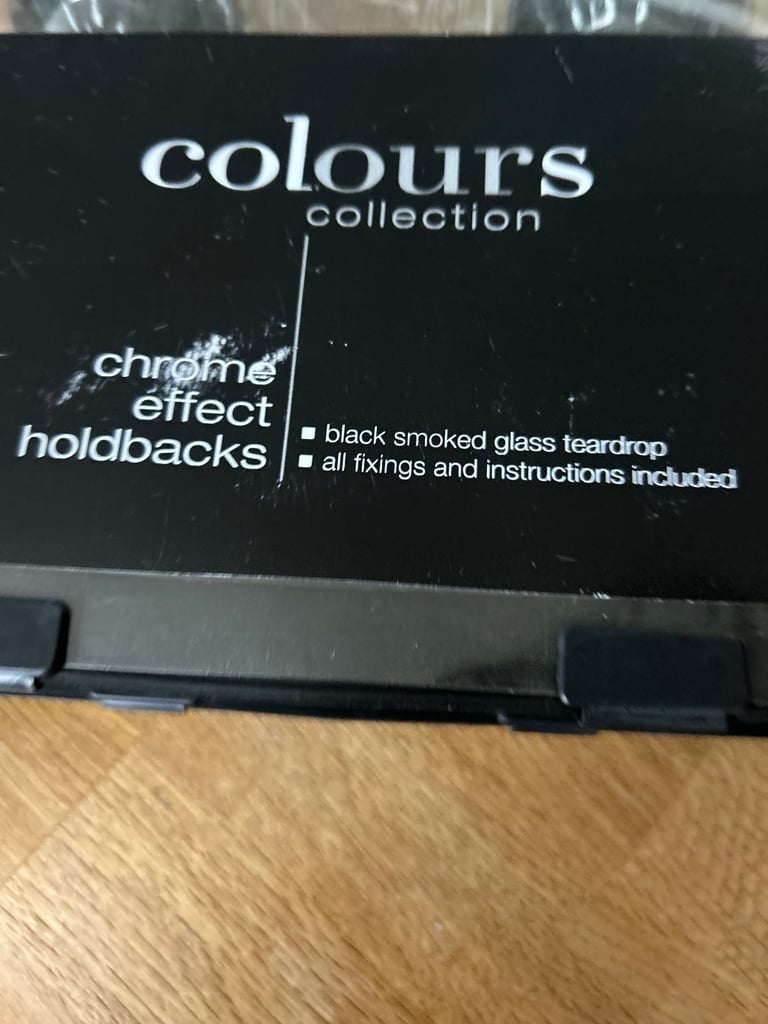 colours
collection
chrome
effect
holdbacks
▪ black smoked glass teardrop
▪ all fixings and instructions included